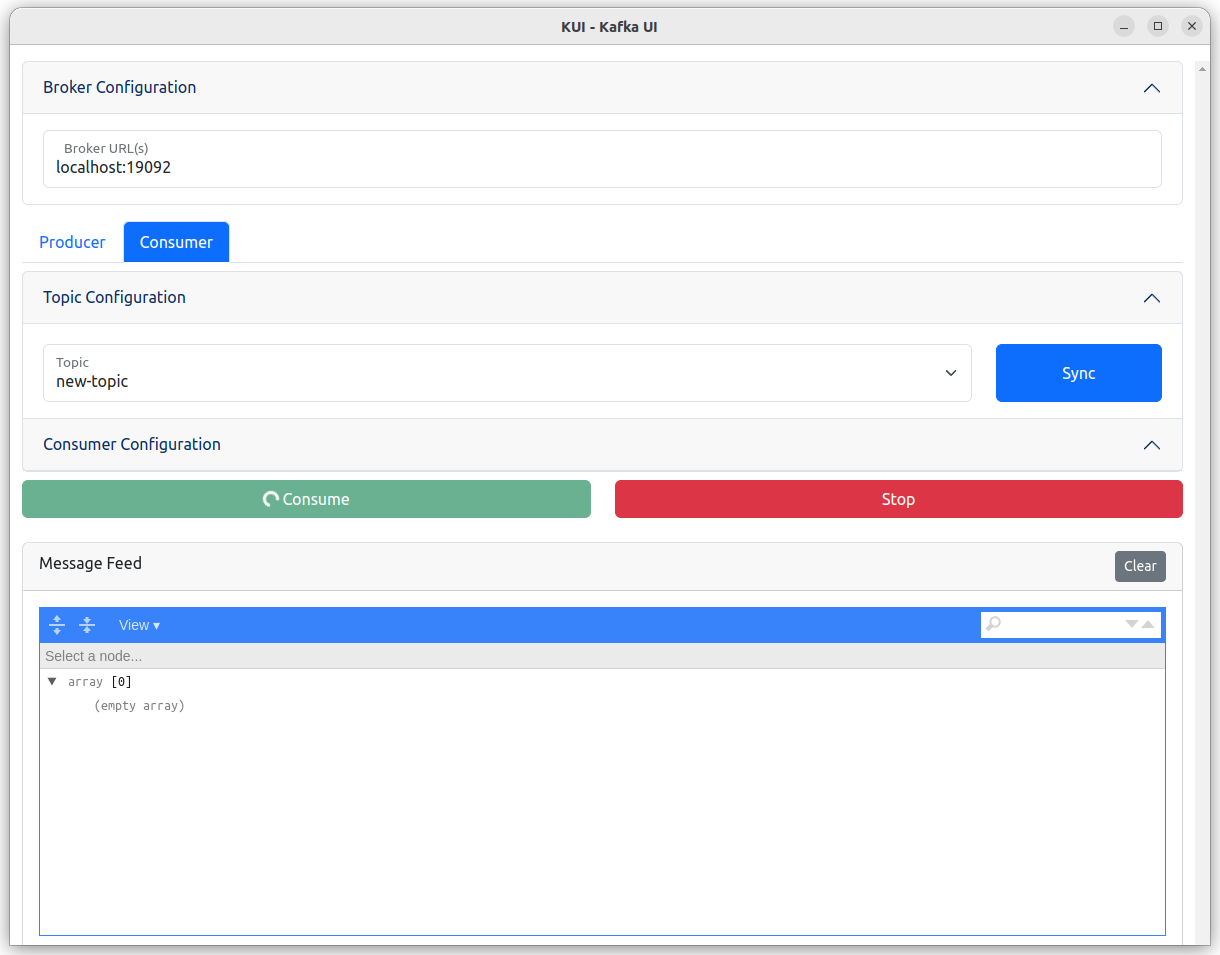 KUI - Kafka UI
Broker Configuration
Broker URL(s)
localhost:19092
Producer
Consumer
Topic Configuration
Topic
new-topic
Sync
Consumer Configuration
Consume
Stop
Message Feed
Clear
View ▾
Select a node...
array [0]
(empty array)